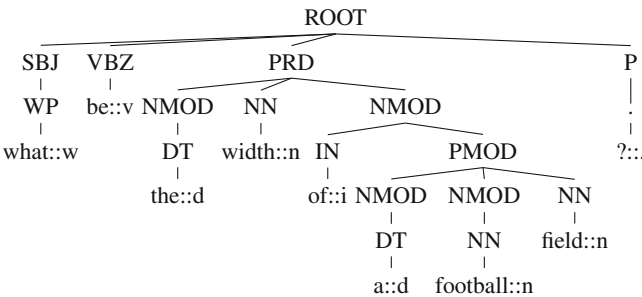 ROOT
SBJ VBZ PRD P
WP be::v NMOD NN NMOD .
what::w DT width::n IN PMOD ?::.
the::d of::i NMOD NMOD NN
DT NN field::n
a::d football::n